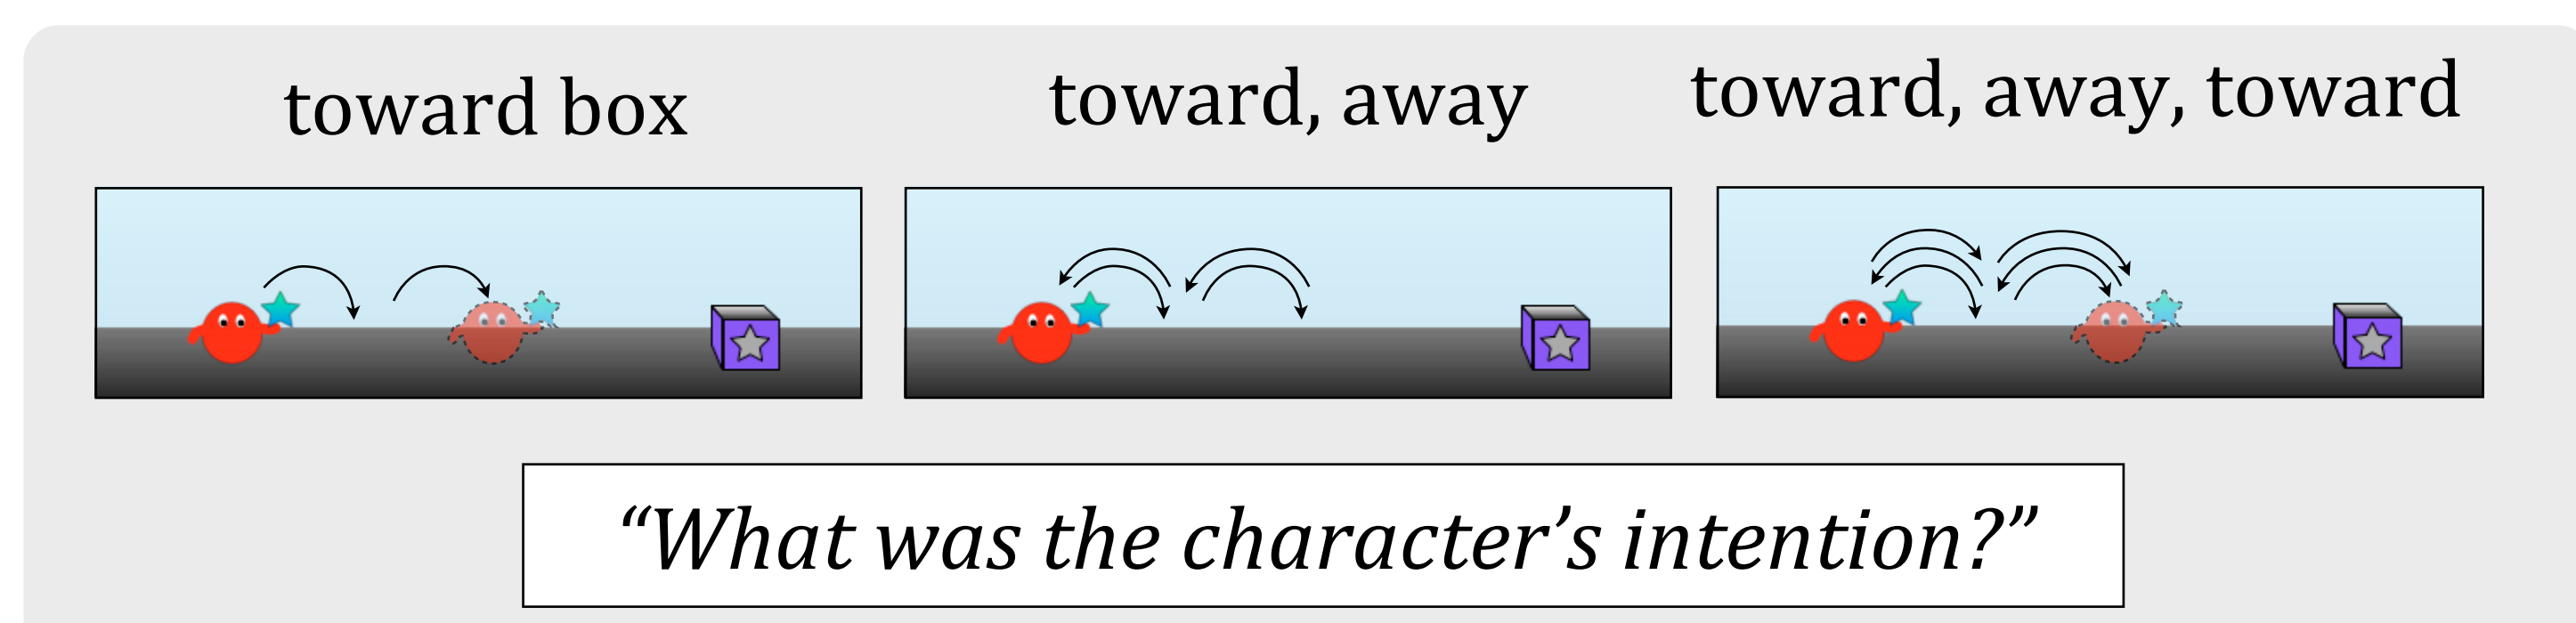 toward box
toward, away
toward, away, toward
“What was the character’s intention?”